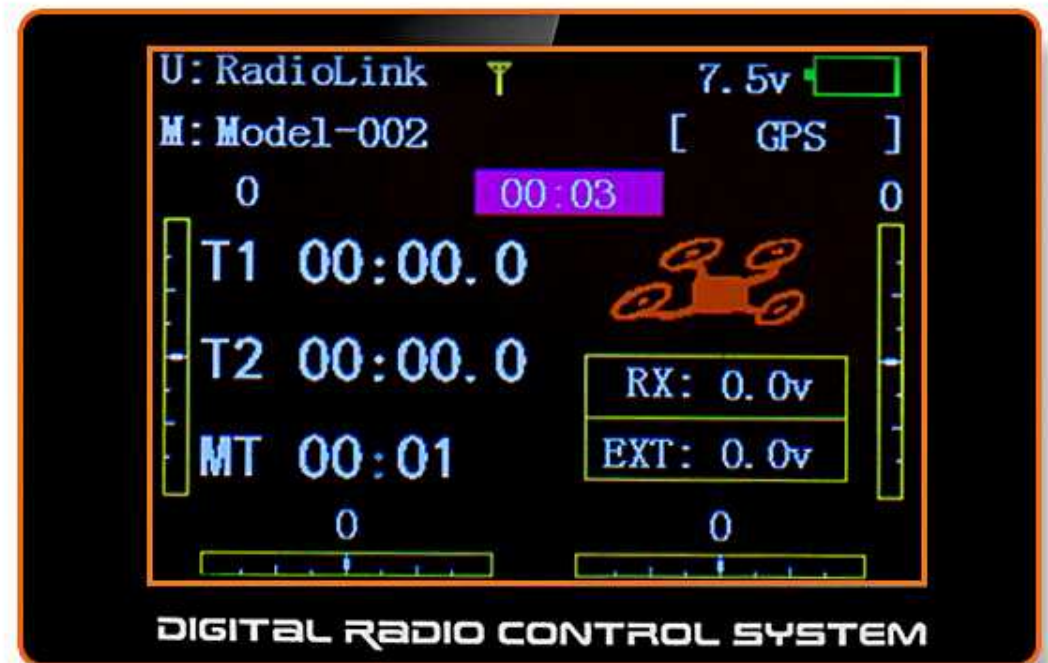 U: RadioLink 7.5v
M: Model-002 [ GPS ]
0 00:03 0
T1 00:00.0
T2 00:00.0
RX: 0.0v
MT 00:01
EXT: 0.0v
0 0
DIGITAL RADIO CONTROL SYSTEM